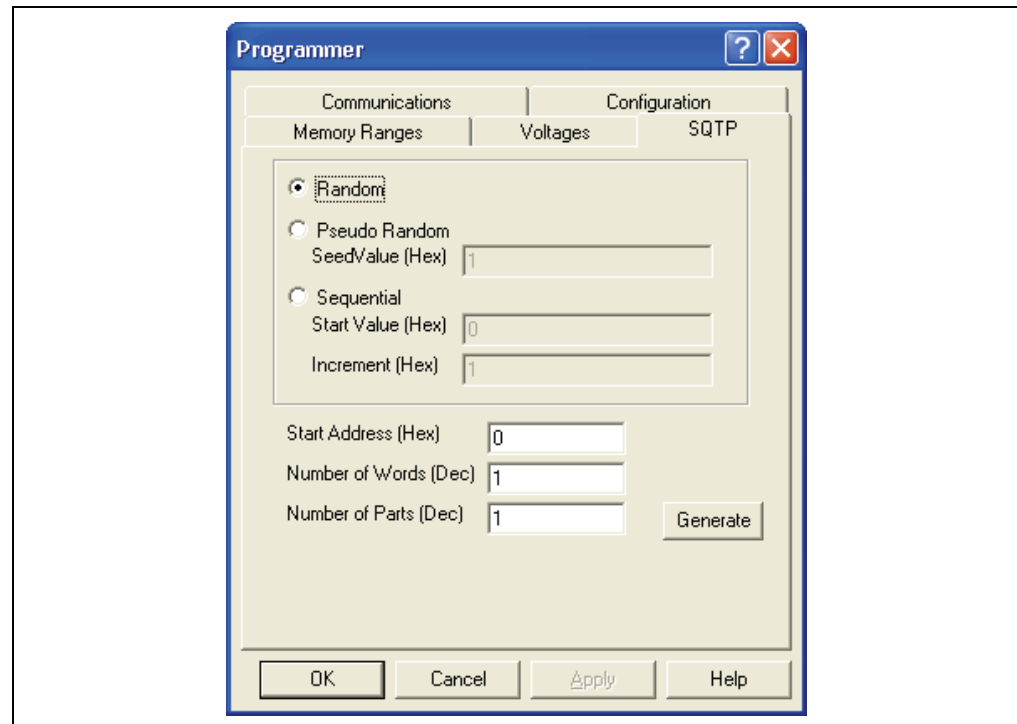 Programmer
Communications Configuration
Memory Ranges Voltages SQTP
Random
Pseudo Random
SeedValue (Hex) 1
Sequential
Start Value (Hex) 0
Increment (Hex) 1
Start Address (Hex) 0
Number of Words (Dec) 1
Number of Parts (Dec) 1
Generate
OK Cancel Apply Help